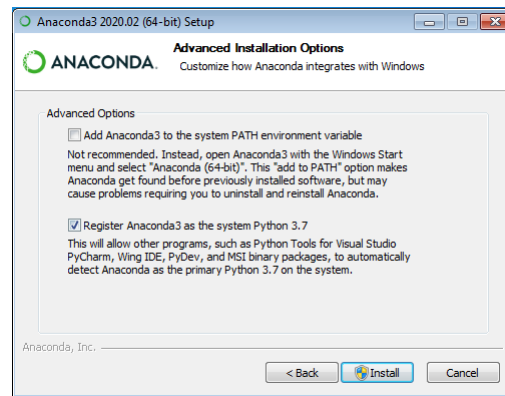 Anaconda3 2020.02 (64-bit) Setup
ANACONDA.
Advanced Installation Options
Customize how Anaconda integrates with Windows
Advanced Options
Add Anaconda3 to the system PATH environment variable
Not recommended. Instead, open Anaconda3 with the Windows Start
menu and select "Anaconda (64-bit)". This "add to PATH" option makes
Anaconda get found before previously installed software, but may
cause problems requiring you to uninstall and reinstall Anaconda.
Register Anaconda3 as the system Python 3.7
This will allow other programs, such as Python Tools for Visual Studio
PyCharm, Wing IDE, PyDev, and MSI binary packages, to automatically
detect Anaconda as the primary Python 3.7 on the system.
Anaconda, Inc.
< Back
Install
Cancel